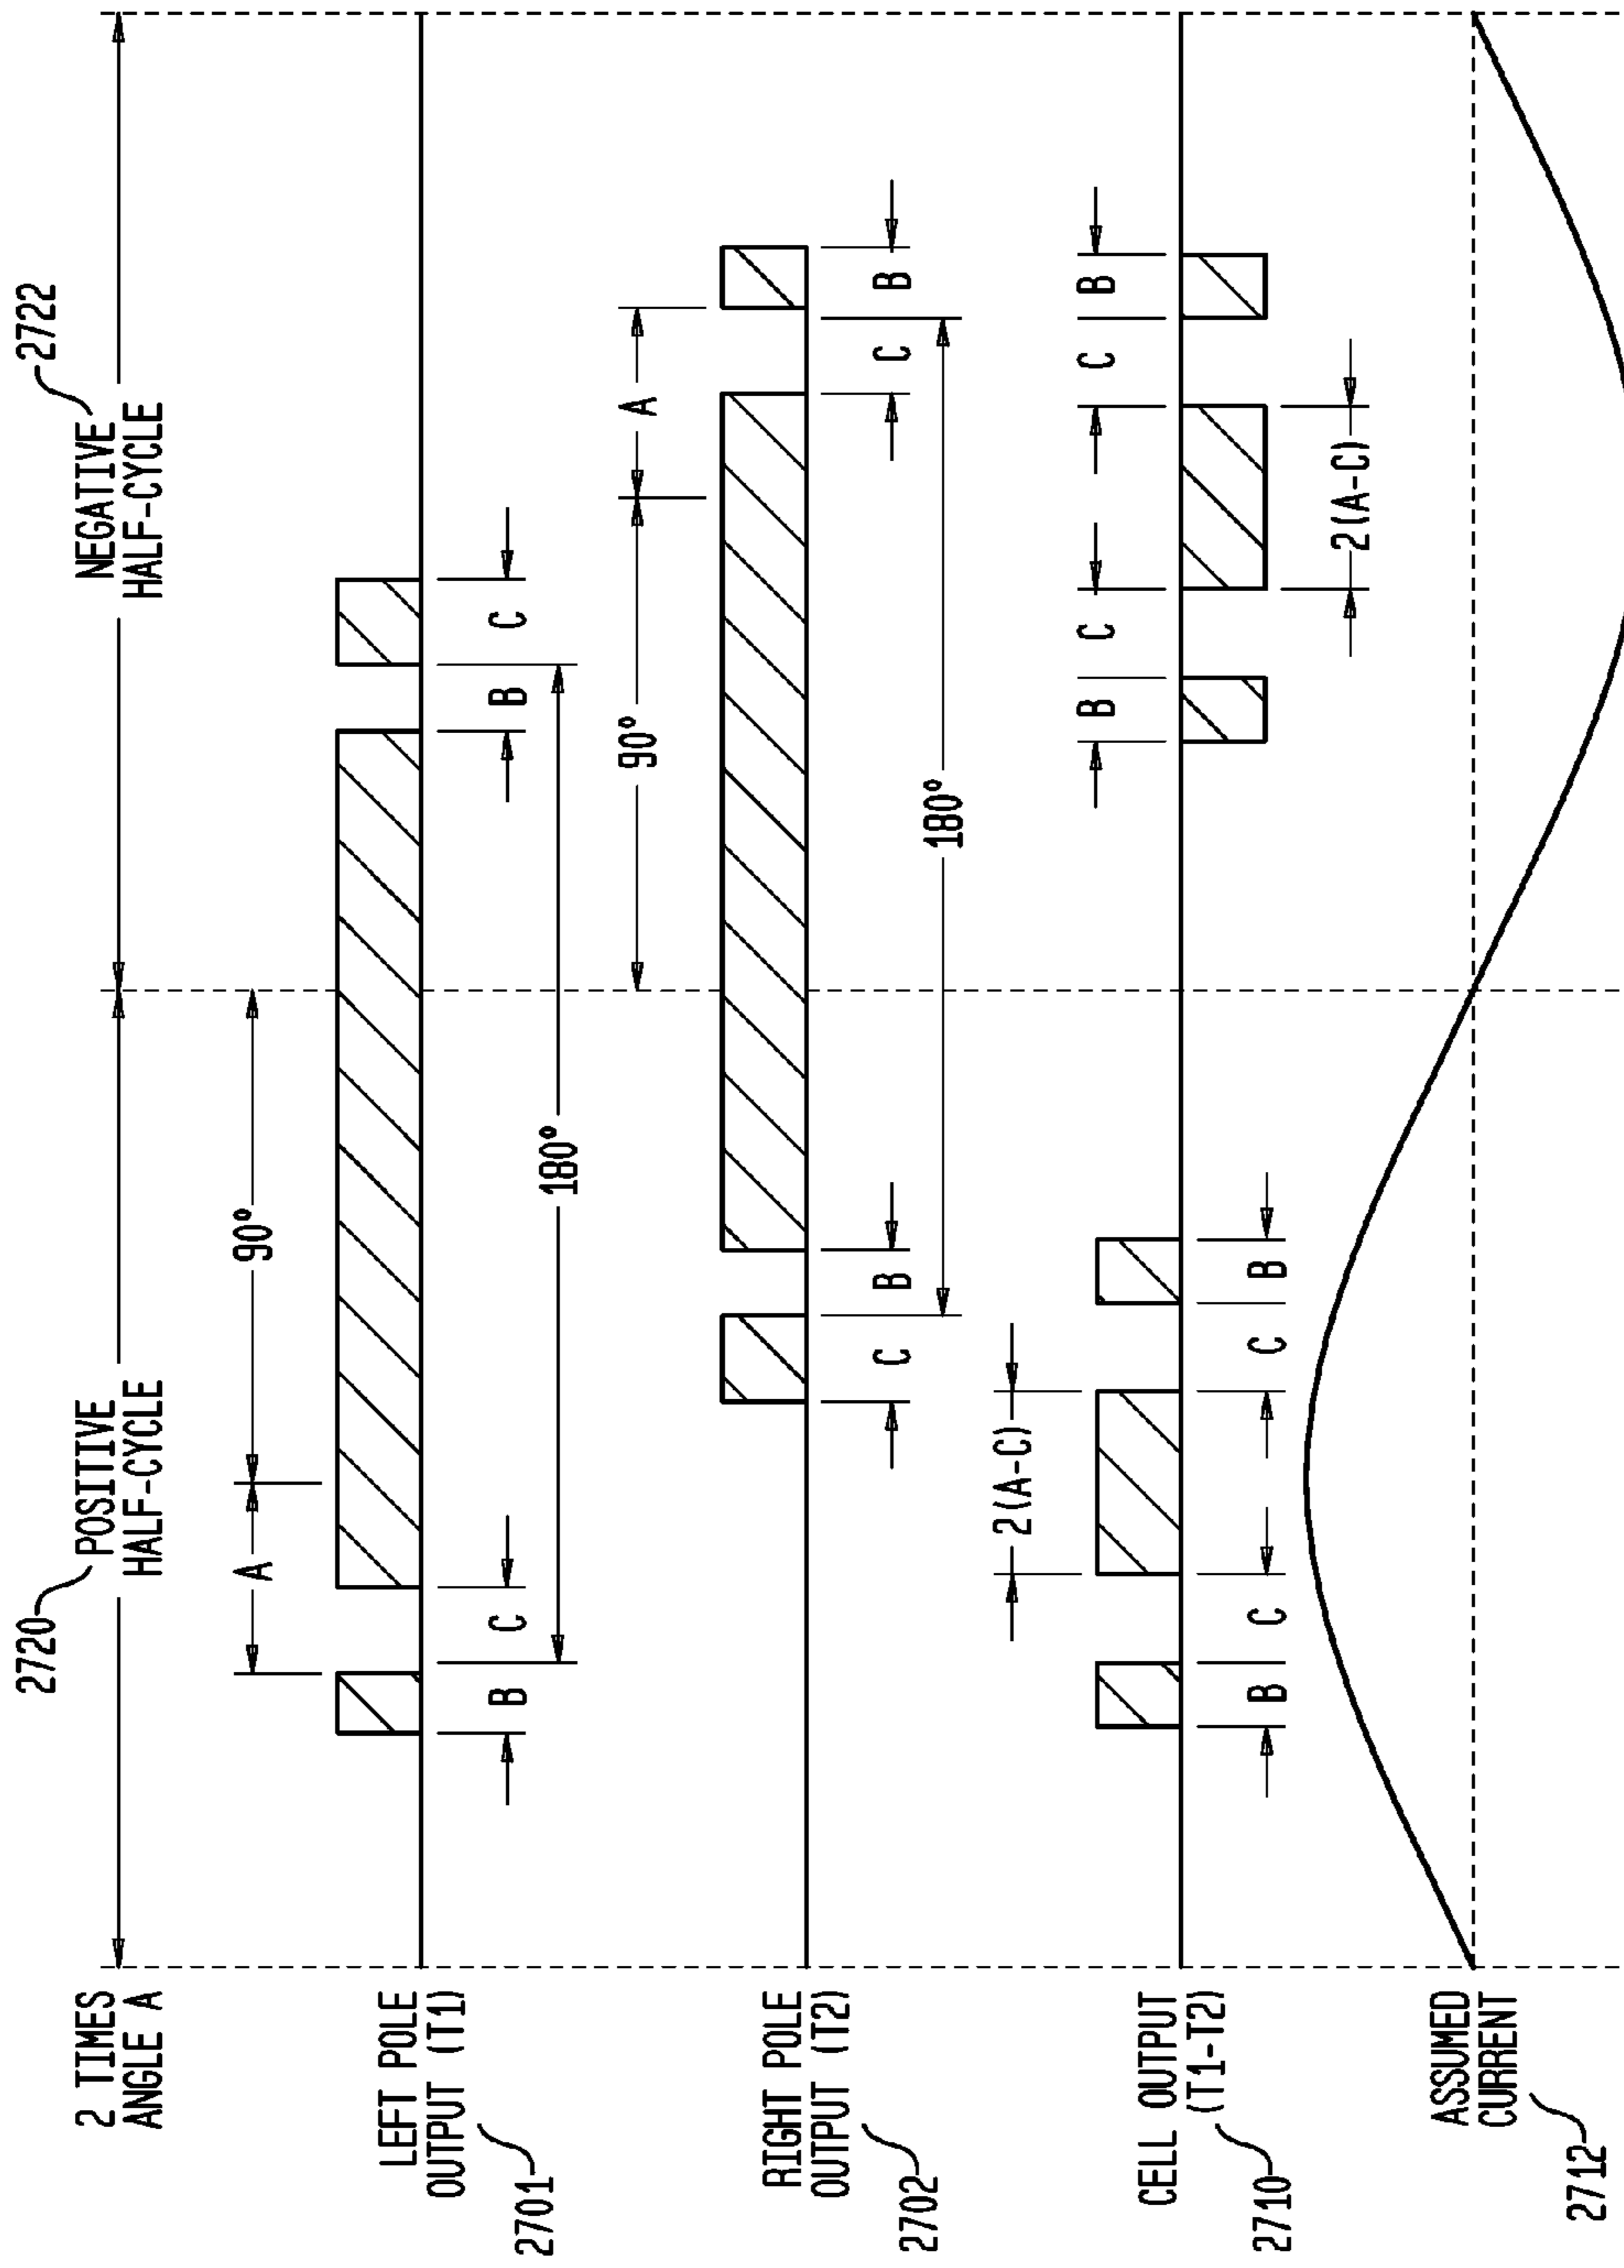 2720
POSITIVE
HALF-CYCLE
2722
NEGATIVE
HALF-CYCLE
2 TIMES
ANGLE A
A
90°
LEFT POLE
OUTPUT (T1)
2701
B
C
B
C
180°
90°
A
RIGHT POLE
OUTPUT (T2)
2702
C
B
C
B
180°
2(A-C)
B
C
C
B
CELL OUTPUT
(T1-T2)
2710
B
C
C
B
2(A-C)
ASSUMED
CURRENT
2712